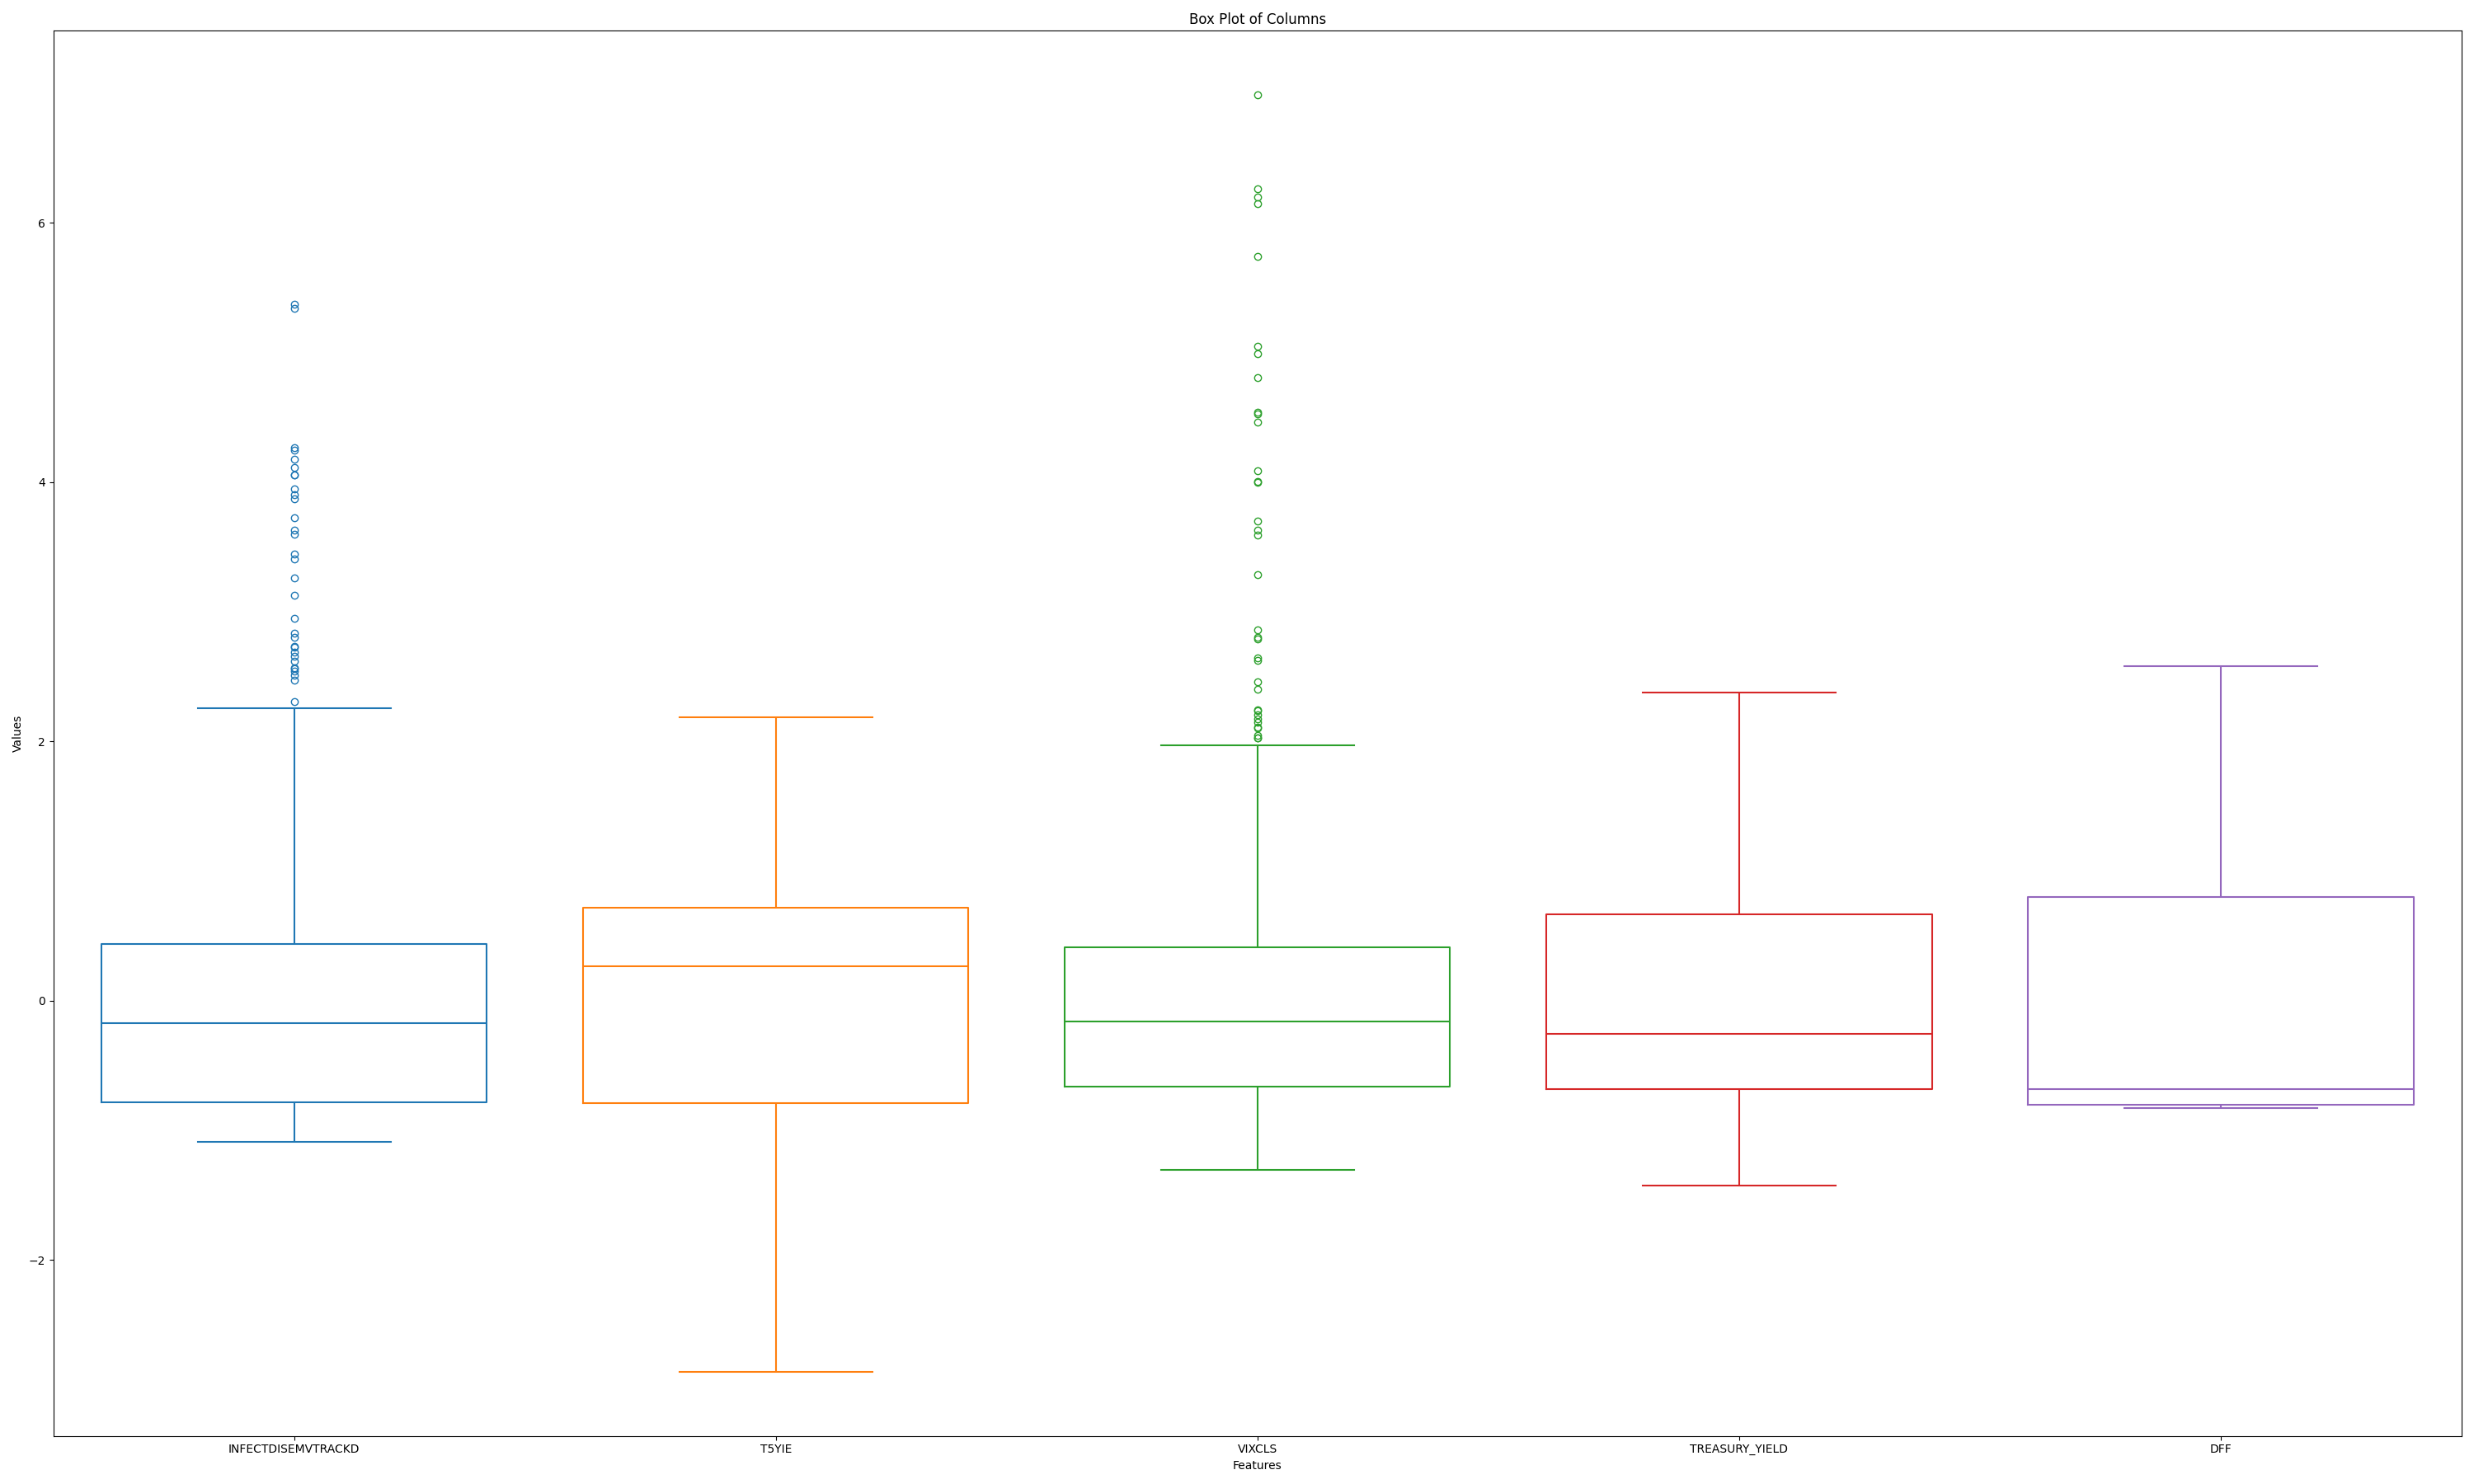 Box Plot of Columns
Values
6
4
2
0
−2
INFECTDISEMVTRACKD
T5YIE
VIXCLS
TREASURY_YIELD
DFF
Features